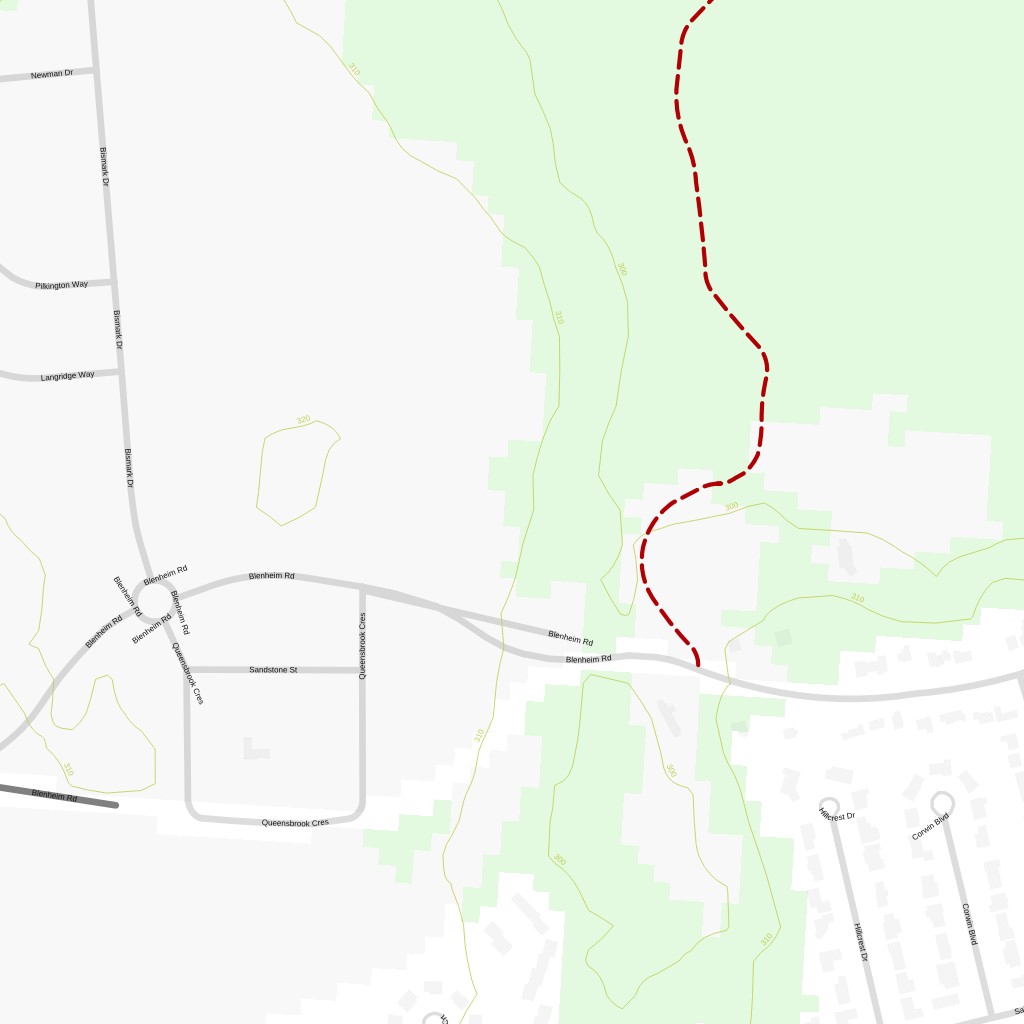 Newman Dr
310
Bismark Dr
300
Pilkington Way
310
Bismark Dr
Langridge Way
320
Bismark Dr
300
Blenheim Rd
Blenheim Rd
Blenheim Rd
Blenheim Rd
310
Blenheim Rd
Blenheim Rd
Blenheim Rd
Blenheim Rd
Queensbrook Cres
Queensbrook Cres
Blenheim Rd
Sandstone St
310
310
300
Blenheim Rd
Hillcrest Dr
Queensbrook Cres
Corwin Blvd
300
Corwin Blvd
Hillcrest Dr
310
Sa